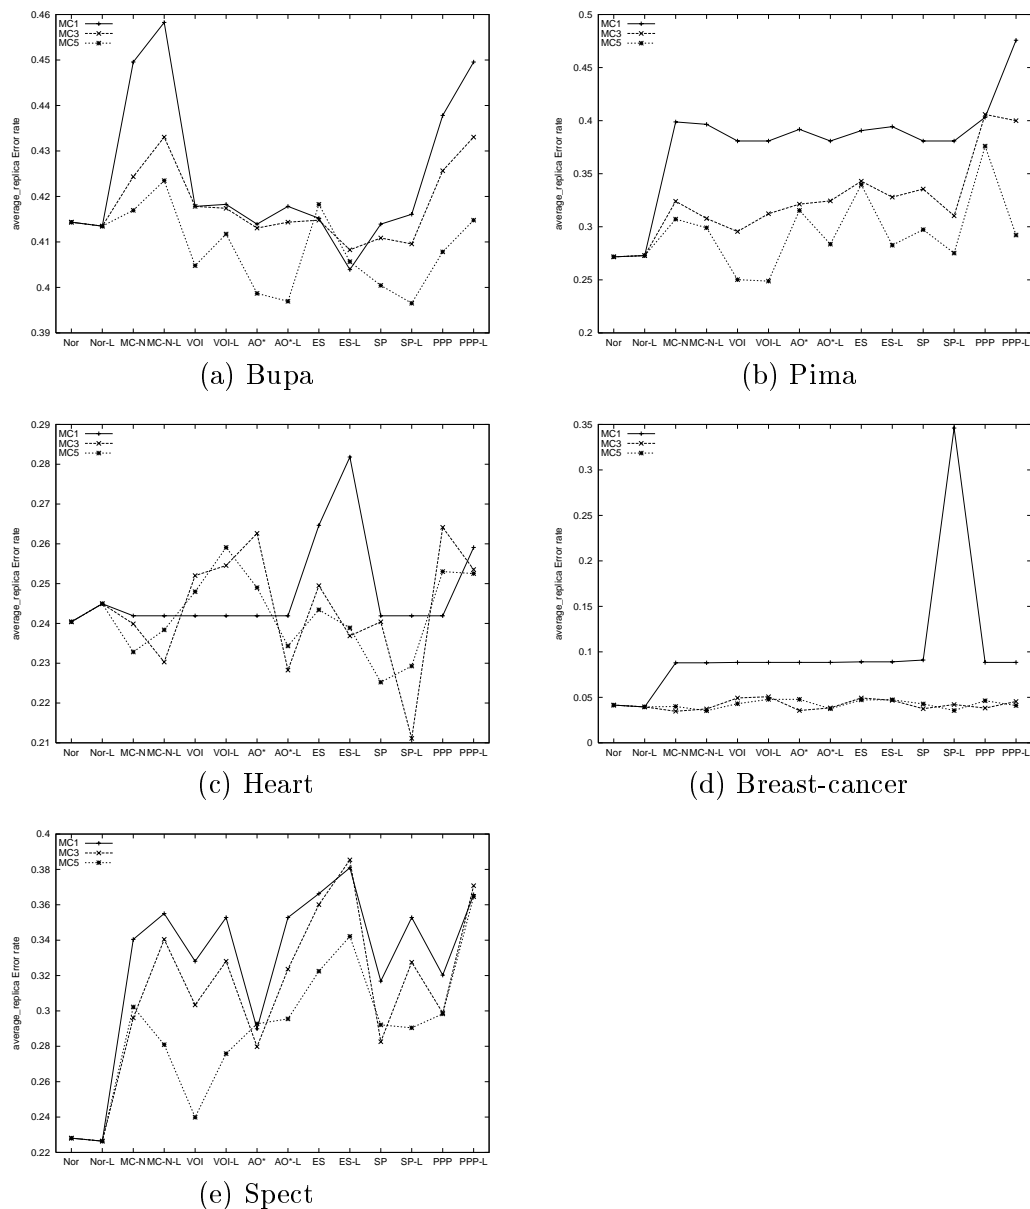 0.46
0.45
0.44
0.43
0.42
0.41
0.4
0.39
average_replica Error rate
MC1
MC3
MC5
Nor Nor-L MC-N MC-N-L VOI VOI-L AO* AO*-L ES ES-L SP SP-L PPP PPP-L
(a) Bupa
0.5
0.45
0.4
0.35
0.3
0.25
0.2
average_replica Error rate
MC1
MC3
MC5
Nor Nor-L MC-N MC-N-L VOI VOI-L AO* AO*-L ES ES-L SP SP-L PPP PPP-L
(b) Pima
0.29
0.28
0.27
0.26
0.25
0.24
0.23
0.22
0.21
average_replica Error rate
MC1
MC3
MC5
Nor Nor-L MC-N MC-N-L VOI VOI-L AO* AO*-L ES ES-L SP SP-L PPP PPP-L
(c) Heart
0.35
0.3
0.25
0.2
0.15
0.1
0.05
0
average_replica Error rate
MC1
MC3
MC5
Nor Nor-L MC-N MC-N-L VOI VOI-L AO* AO*-L ES ES-L SP SP-L PPP PPP-L
(d) Breast-cancer
0.4
0.38
0.36
0.34
0.32
0.3
0.28
0.26
0.24
0.22
average_replica Error rate
MC1
MC3
MC5
Nor Nor-L MC-N MC-N-L VOI VOI-L AO* AO*-L ES ES-L SP SP-L PPP PPP-L
(e) Spect